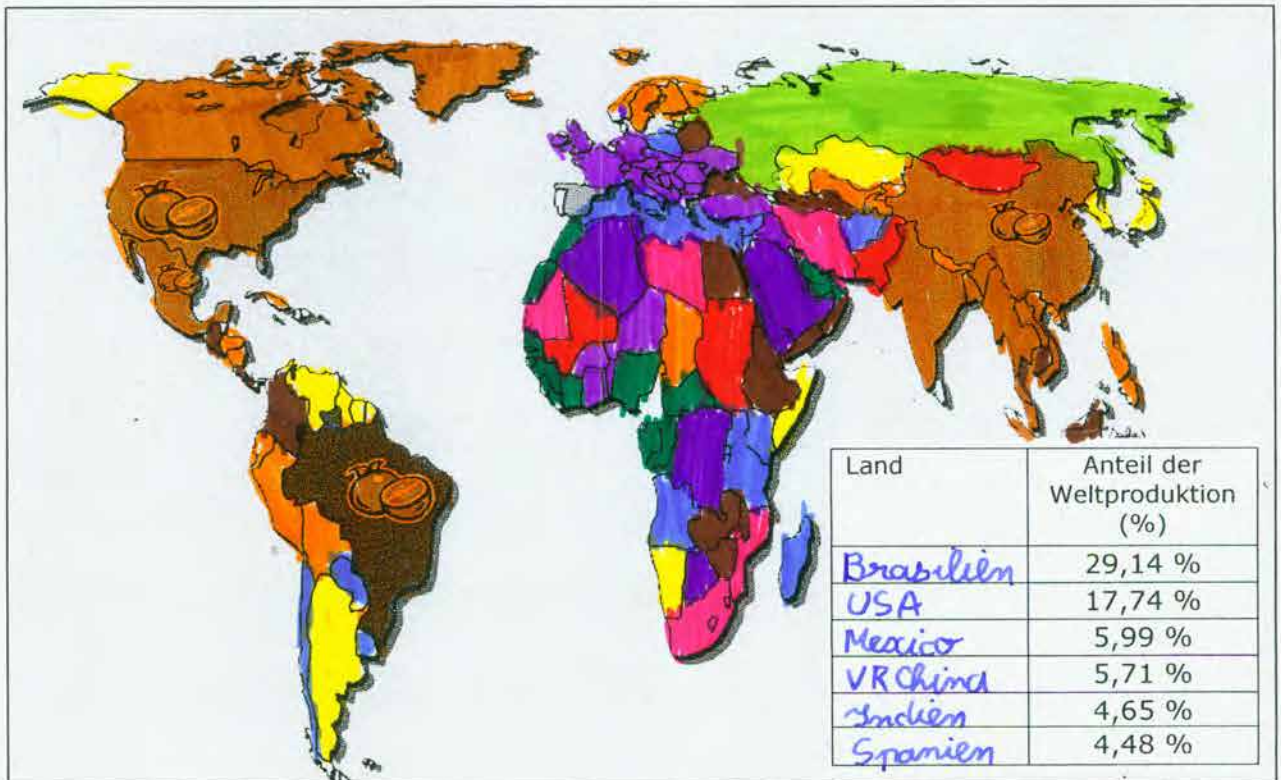 Land Anteil der
Weltproduktion
(%)
Brasilien 29,14 %
USA 17,74 %
Mexico 5,99 %
VR China 5,71 %
Indien 4,65 %
Spanien 4,48 %